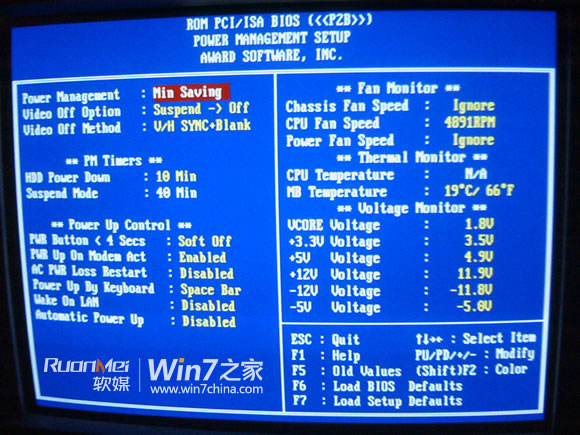 ROM PCI/ISA BIOS (<<P2B>>)
POWER MANAGEMENT SETUP
AWARD SOFTWARE, INC.
Power Management : Min Saving
Video Off Option : Suspend -> Off
Video Off Method : V/H SYNC+Blank
** PM Timers **
HDD Power Down : 10 Min
Suspend Mode : 40 Min
** Power Up Control **
PWR Button < 4 Secs : Soft Off
PWR Up On Modem Act : Enabled
AC PWR Loss Restart : Disabled
Power Up By Keyboard : Space Bar
Wake On LAN : Disabled
Automatic Power Up : Disabled
** Fan Monitor **
Chassis Fan Speed : Ignore
CPU Fan Speed : 4891RPM
Power Fan Speed : Ignore
** Thermal Monitor **
CPU Temperature : N/A
MB Temperature : 19°C/ 66°F
** Voltage Monitor **
VCORE Voltage : 1.8V
+3.3V Voltage : 3.5V
+5V Voltage : 4.9V
+12V Voltage : 11.9V
-12V Voltage : -11.8V
-5V Voltage : -5.0V
ESC : Quit ↑↓→← : Select Item
F1 : Help PU/PD/+/- : Modify
F5 : Old Values (Shift)F2 : Color
F6 : Load BIOS Defaults
F7 : Load Setup Defaults
RuanMei 软媒
Win7之家
www.win7china.com